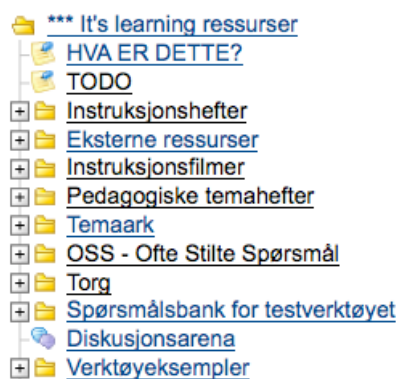 *** It's learning ressurser
HVA ER DETTE?
TODO
Instruksjonshefter
Eksterne ressurser
Instruksjonsfilmer
Pedagogiske temahefter
Temaark
OSS - Ofte Stilte Spørsmål
Torg
Spørsmålsbank for testverktøyet
Diskusjonsarena
Verktøyeksempler